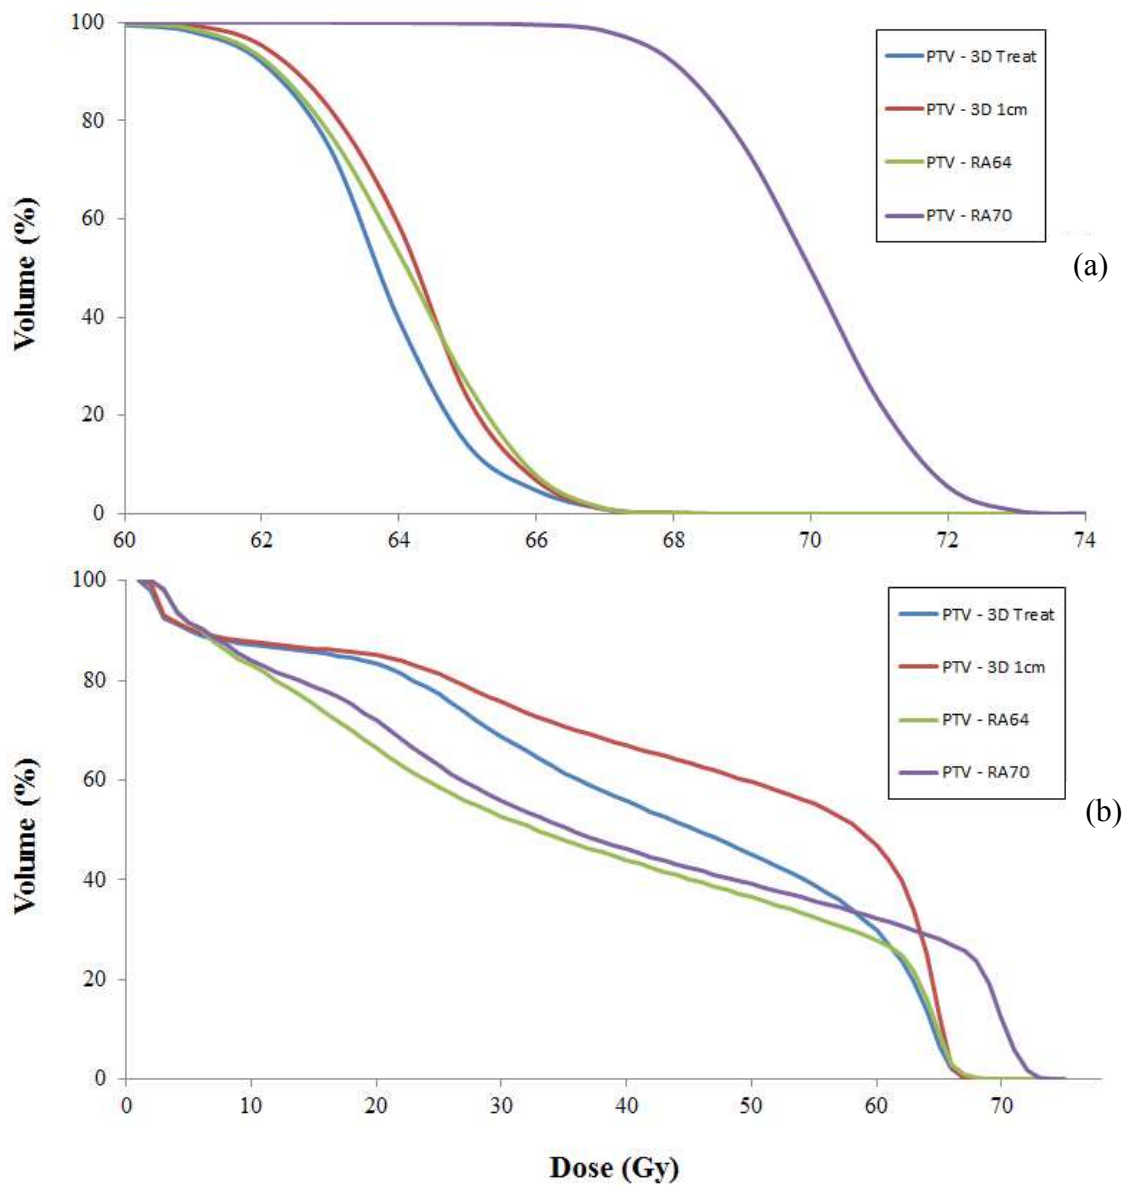 100
80
60
40
20
0
Volume (%)
60 62 64 66 68 70 72 74
PTV - 3D Treat
PTV - 3D 1cm
PTV - RA64
PTV - RA70
(a)
100
80
60
40
20
0
Volume (%)
0 10 20 30 40 50 60 70
PTV - 3D Treat
PTV - 3D 1cm
PTV - RA64
PTV - RA70
(b)
Dose (Gy)